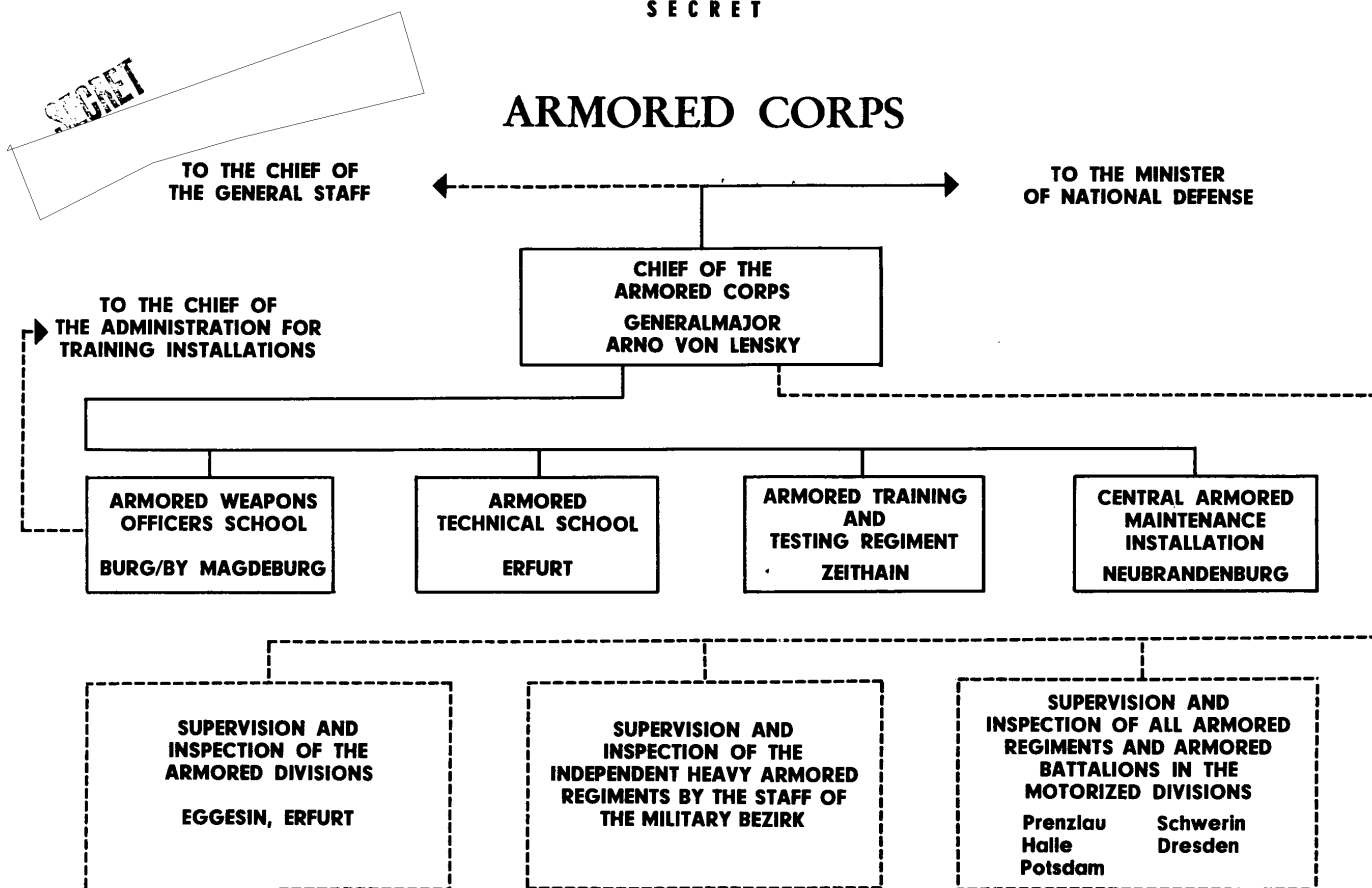 SECRET
SECRET
ARMORED CORPS
TO THE CHIEF OF
THE GENERAL STAFF
TO THE MINISTER
OF NATIONAL DEFENSE
CHIEF OF THE
ARMORED CORPS
GENERALMAJOR
ARNO VON LENSKY
TO THE CHIEF OF
THE ADMINISTRATION FOR
TRAINING INSTALLATIONS
ARMORED WEAPONS
OFFICERS SCHOOL
BURG/BY MAGDEBURG
ARMORED
TECHNICAL SCHOOL
ERFURT
ARMORED TRAINING
AND
TESTING REGIMENT
ZEITHAIN
CENTRAL ARMORED
MAINTENANCE
INSTALLATION
NEUBRANDENBURG
SUPERVISION AND
INSPECTION OF THE
ARMORED DIVISIONS
EGGESIN, ERFURT
SUPERVISION AND
INSPECTION OF THE
INDEPENDENT HEAVY ARMORED
REGIMENTS BY THE STAFF OF
THE MILITARY BEZIRK
SUPERVISION AND
INSPECTION OF ALL ARMORED
REGIMENTS AND ARMORED
BATTALIONS IN THE
MOTORIZED DIVISIONS
Prenzlau Schwerin
Halle Dresden
Potsdam